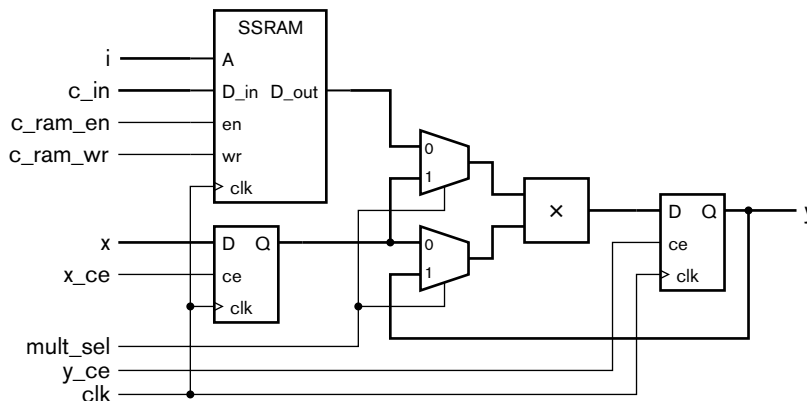 SSRAM
i
A
c_in
D_in
D_out
c_ram_en
en
c_ram_wr
wr
clk
0
1
×
x
D
Q
x_ce
ce
clk
0
1
D
Q
y
ce
clk
mult_sel
y_ce
clk